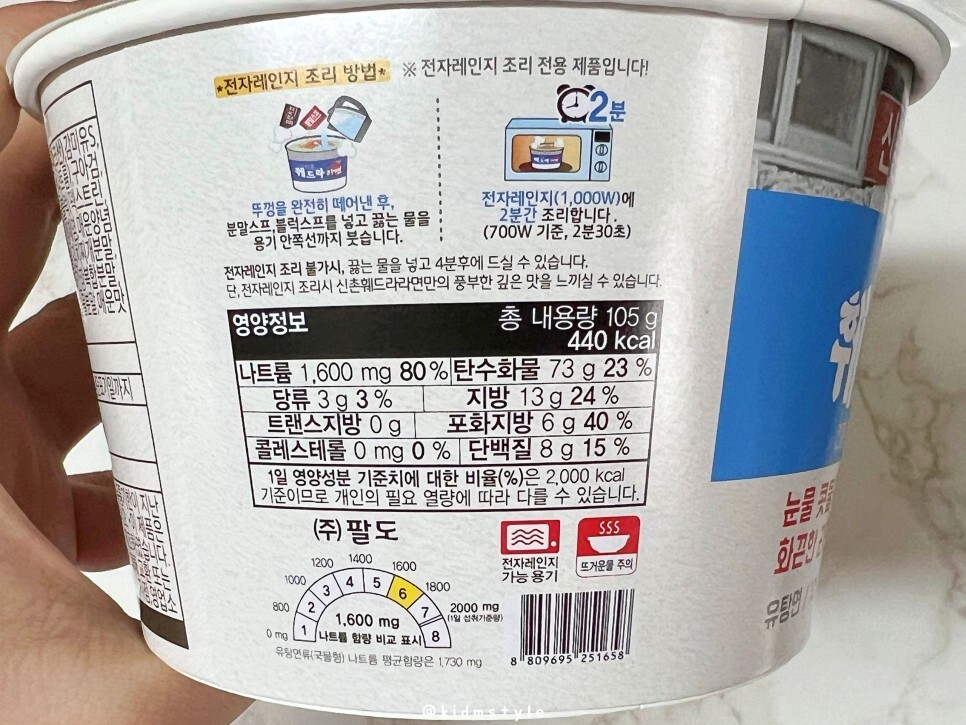 *전자레인지 조리 방법*
※ 전자레인지 조리 전용 제품입니다!
뚜껑을 완전히 떼어낸 후,
분말스프,블럭스프를 넣고 끓는 물을
용기 안쪽선까지 붓습니다.
2분
전자레인지(1,000W)에
2분간 조리합니다.
(700W 기준, 2분30초)
전자레인지 조리 불가시, 끓는 물을 넣고 4분후에 드실 수 있습니다.
단, 전자레인지 조리시 신촌훼드라라면만의 풍부한 깊은 맛을 느끼실 수 있습니다.
영양정보
총 내용량 105 g
440 kcal
나트륨 1,600 mg 80 % 탄수화물 73 g 23 %
당류 3 g 3 % 지방 13 g 24 %
트랜스지방 0 g 포화지방 6 g 40 %
콜레스테롤 0 mg 0 % 단백질 8 g 15 %
1일 영양성분 기준치에 대한 비율(%)은 2,000 kcal
기준이므로 개인의 필요 열량에 따라 다를 수 있습니다.
(주)팔도
전자레인지
가능 용기
SSS
뜨거운물 주의
0 mg 800 1000 1200 1400 1600 1800 2000 mg
(1일 섭취기준량)
1 2 3 4 5 6 7 8
1,600 mg
나트륨 함량 비교 표시
유탕면류(국물형) 나트륨 평균함량은 1,730 mg
8 809695 251658
눈물
화끈한
유탕면
@kidmstyle